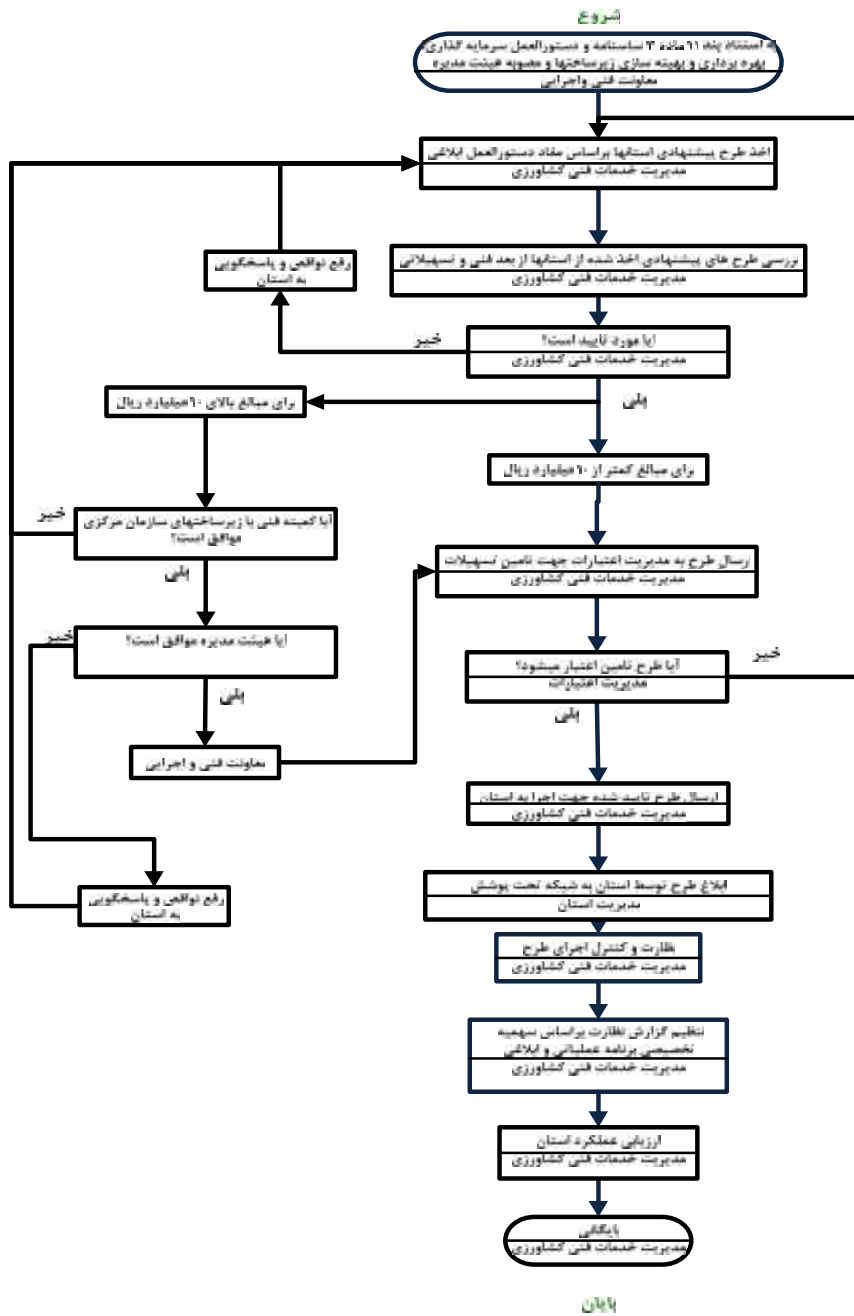 شروع
به استناد بند ۱۱ ماده ۳ اساسنامه و دستورالعمل سرمایه گذاری،
بهره برداری و بهینه سازی زیرساختها و مصوبه هیئت مدیره
معاونت فنی واجرایی
اخذ طرح پیشنهادی استانها براساس مفاد دستورالعمل ابلاغی
مدیریت خدمات فنی کشاورزی
بررسی طرح های پیشنهادی اخذ شده از استانها از بعد فنی و تسهیلاتی
مدیریت خدمات فنی کشاورزی
رفع نواقص و پاسخگویی
به استان
آیا مورد تایید است؟
مدیریت خدمات فنی کشاورزی
خیر
بلی
برای مبالغ بالای ۹۰ میلیارد ریال
برای مبالغ کمتر از ۹۰ میلیارد ریال
آیا کمیته فنی با زیرساختهای سازمان مرکزی
موافق است؟
خیر
بلی
ارسال طرح به مدیریت اعتبارات جهت تامین تسهیلات
مدیریت خدمات فنی کشاورزی
آیا هیئت مدیره موافق است؟
خیر
بلی
آیا طرح تامین اعتبار میشود؟
مدیریت اعتبارات
خیر
بلی
معاونت فنی و اجرایی
ارسال طرح تایید شده جهت اجرا به استان
مدیریت خدمات فنی کشاورزی
رفع نواقص و پاسخگویی
به استان
ابلاغ طرح توسط استان به شبکه تحت پوشش
مدیریت استان
نظارت و کنترل اجرای طرح
مدیریت خدمات فنی کشاورزی
تنظیم گزارش نظارت براساس سهمیه
تخصیصی برنامه عملیاتی و ابلاغی
مدیریت خدمات فنی کشاورزی
ارزیابی عملکرد استان
مدیریت خدمات فنی کشاورزی
بایگانی
مدیریت خدمات فنی کشاورزی
پایان